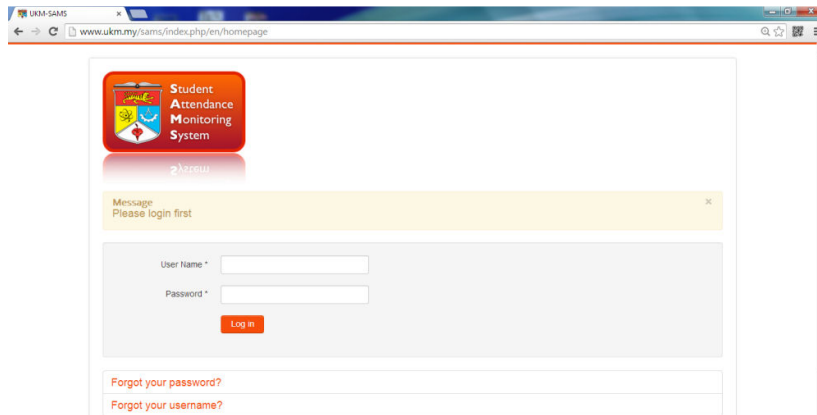 UKM-SAMS
www.ukm.my/sams/index.php/en/homepage
Student
Attendance
Monitoring
System
Message
Please login first
User Name *
Password *
Log in
Forgot your password?
Forgot your username?